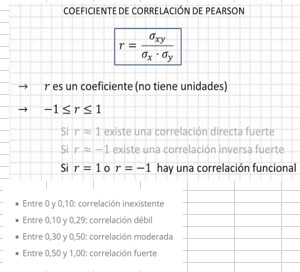 COEFICIENTE DE CORRELACIÓN DE PEARSON
r = σxy / (σx · σy)
→ r es un coeficiente (no tiene unidades)
→ −1 ≤ r ≤ 1
Si r ≈ 1 existe una correlación directa fuerte
Si r ≈ −1 existe una correlación inversa fuerte
Si r = 1 o r = −1 hay una correlación funcional
• Entre 0 y 0,10: correlación inexistente
• Entre 0,10 y 0,29: correlación débil
• Entre 0,30 y 0,50: correlación moderada
• Entre 0,50 y 1,00: correlación fuerte